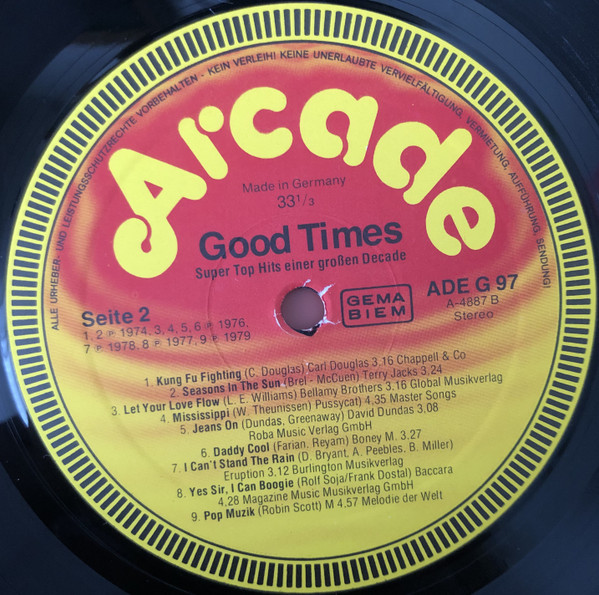 ALLE URHEBER- UND LEISTUNGSSCHUTZRECHTE VORBEHALTEN - KEIN VERLEIH! KEINE UNERLAUBTE VERVIELFÄLTIGUNG, VERMIETUNG, AUFFÜHRUNG, SENDUNG!
Arcade
Made in Germany
33 1/3
Good Times
Super Top Hits einer großen Decade
Seite 2
1, 2 ℗ 1974, 3, 4, 5, 6 ℗ 1976,
7 ℗ 1978, 8 ℗ 1977, 9 ℗ 1979
GEMA
BIEM
ADE G 97
A-4887 B
Stereo
1. Kung Fu Fighting (C. Douglas) Carl Douglas 3.16 Chappell & Co
2. Seasons In The Sun (Brel - McCuen) Terry Jacks 3.24
3. Let Your Love Flow (L. E. Williams) Bellamy Brothers 3.16 Global Musikverlag
4. Mississippi (W. Theunissen) Pussycat) 4,35 Master Songs
5. Jeans On (Dundas, Greenaway) David Dundas 3.08
Roba Music Verlag GmbH
6. Daddy Cool (Farian, Reyam) Boney M. 3.27
7. I Can't Stand The Rain (D. Bryant, A. Peebles, B. Miller)
Eruption 3.12 Burlington Musikverlag
8. Yes Sir, I Can Boogie (Rolf Soja/Frank Dostal) Baccara
4,28 Magazine Music Musikverlag GmbH
9. Pop Muzik (Robin Scott) M 4.57 Melodie der Welt